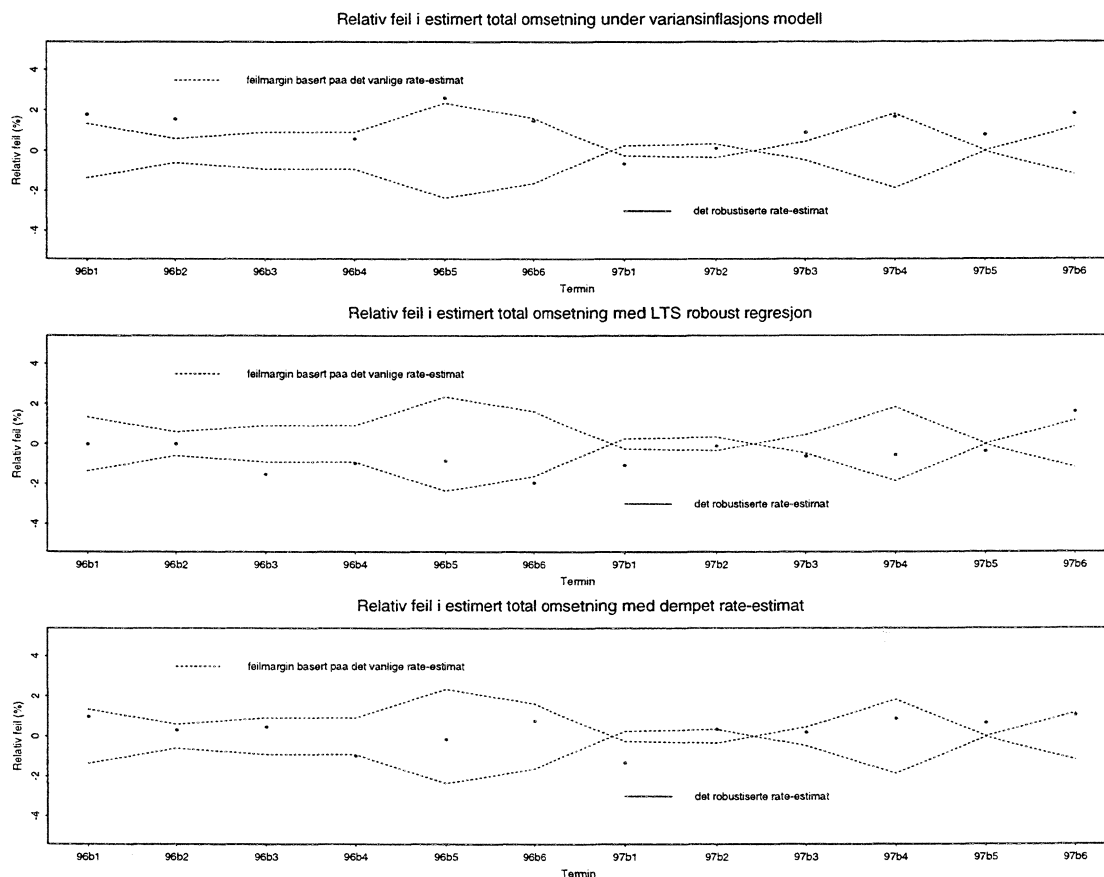 Relativ feil i estimert total omsetning under variansinflasjons modell
Relativ feil (%)
4
2
0
-2
-4
feilmargin basert paa det vanlige rate-estimat
det robustiserte rate-estimat
96b1 96b2 96b3 96b4 96b5 96b6 97b1 97b2 97b3 97b4 97b5 97b6
Termin
Relativ feil i estimert total omsetning med LTS roboust regresjon
Relativ feil (%)
4
2
0
-2
-4
feilmargin basert paa det vanlige rate-estimat
det robustiserte rate-estimat
96b1 96b2 96b3 96b4 96b5 96b6 97b1 97b2 97b3 97b4 97b5 97b6
Termin
Relativ feil i estimert total omsetning med dempet rate-estimat
Relativ feil (%)
4
2
0
-2
-4
feilmargin basert paa det vanlige rate-estimat
det robustiserte rate-estimat
96b1 96b2 96b3 96b4 96b5 96b6 97b1 97b2 97b3 97b4 97b5 97b6
Termin